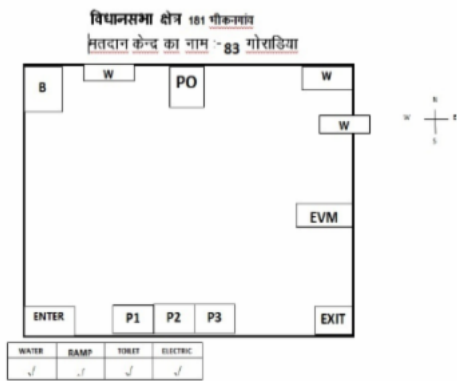 विधानसभा क्षेत्र 181 भीकनगांव
मतदान केन्द का नाम :- 83 गोराडिया
B
W
PO
W
W
N
W
E
S
EVM
ENTER
P1
P2
P3
EXIT
WATER RAMP TOILET ELECTRIC
√ √ √ √